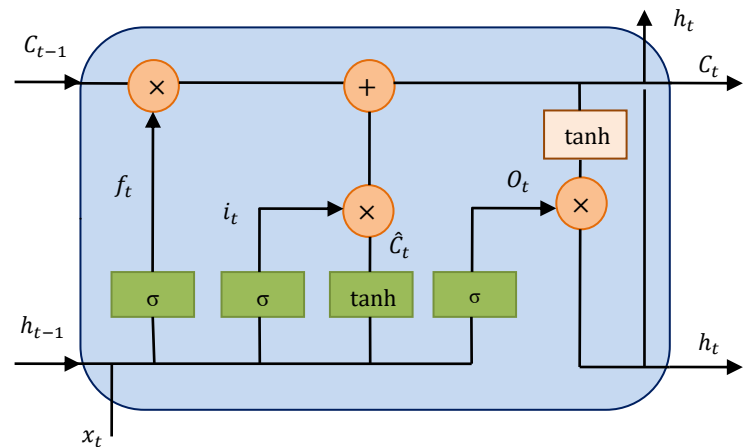 h_t
C_{t−1}
C_t
×
+
tanh
f_t
i_t
O_t
×
×
Ĉ_t
σ
σ
tanh
σ
h_{t−1}
h_t
x_t